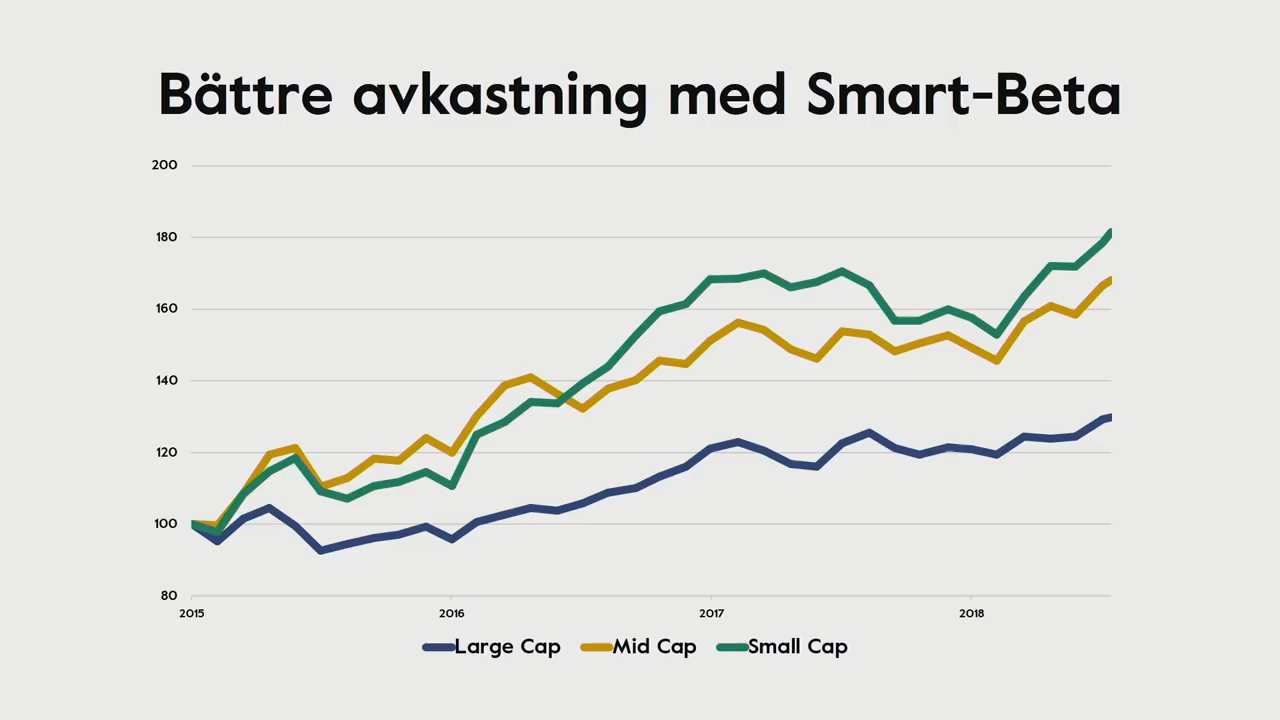 Bättre avkastning med Smart-Beta
200
180
160
140
120
100
80
2015 2016 2017 2018
Large Cap Mid Cap Small Cap